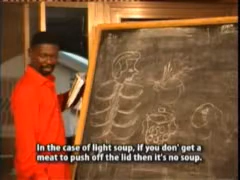 In the case of light soup, if you don' get a
meat to push off the lid then it's no soup.